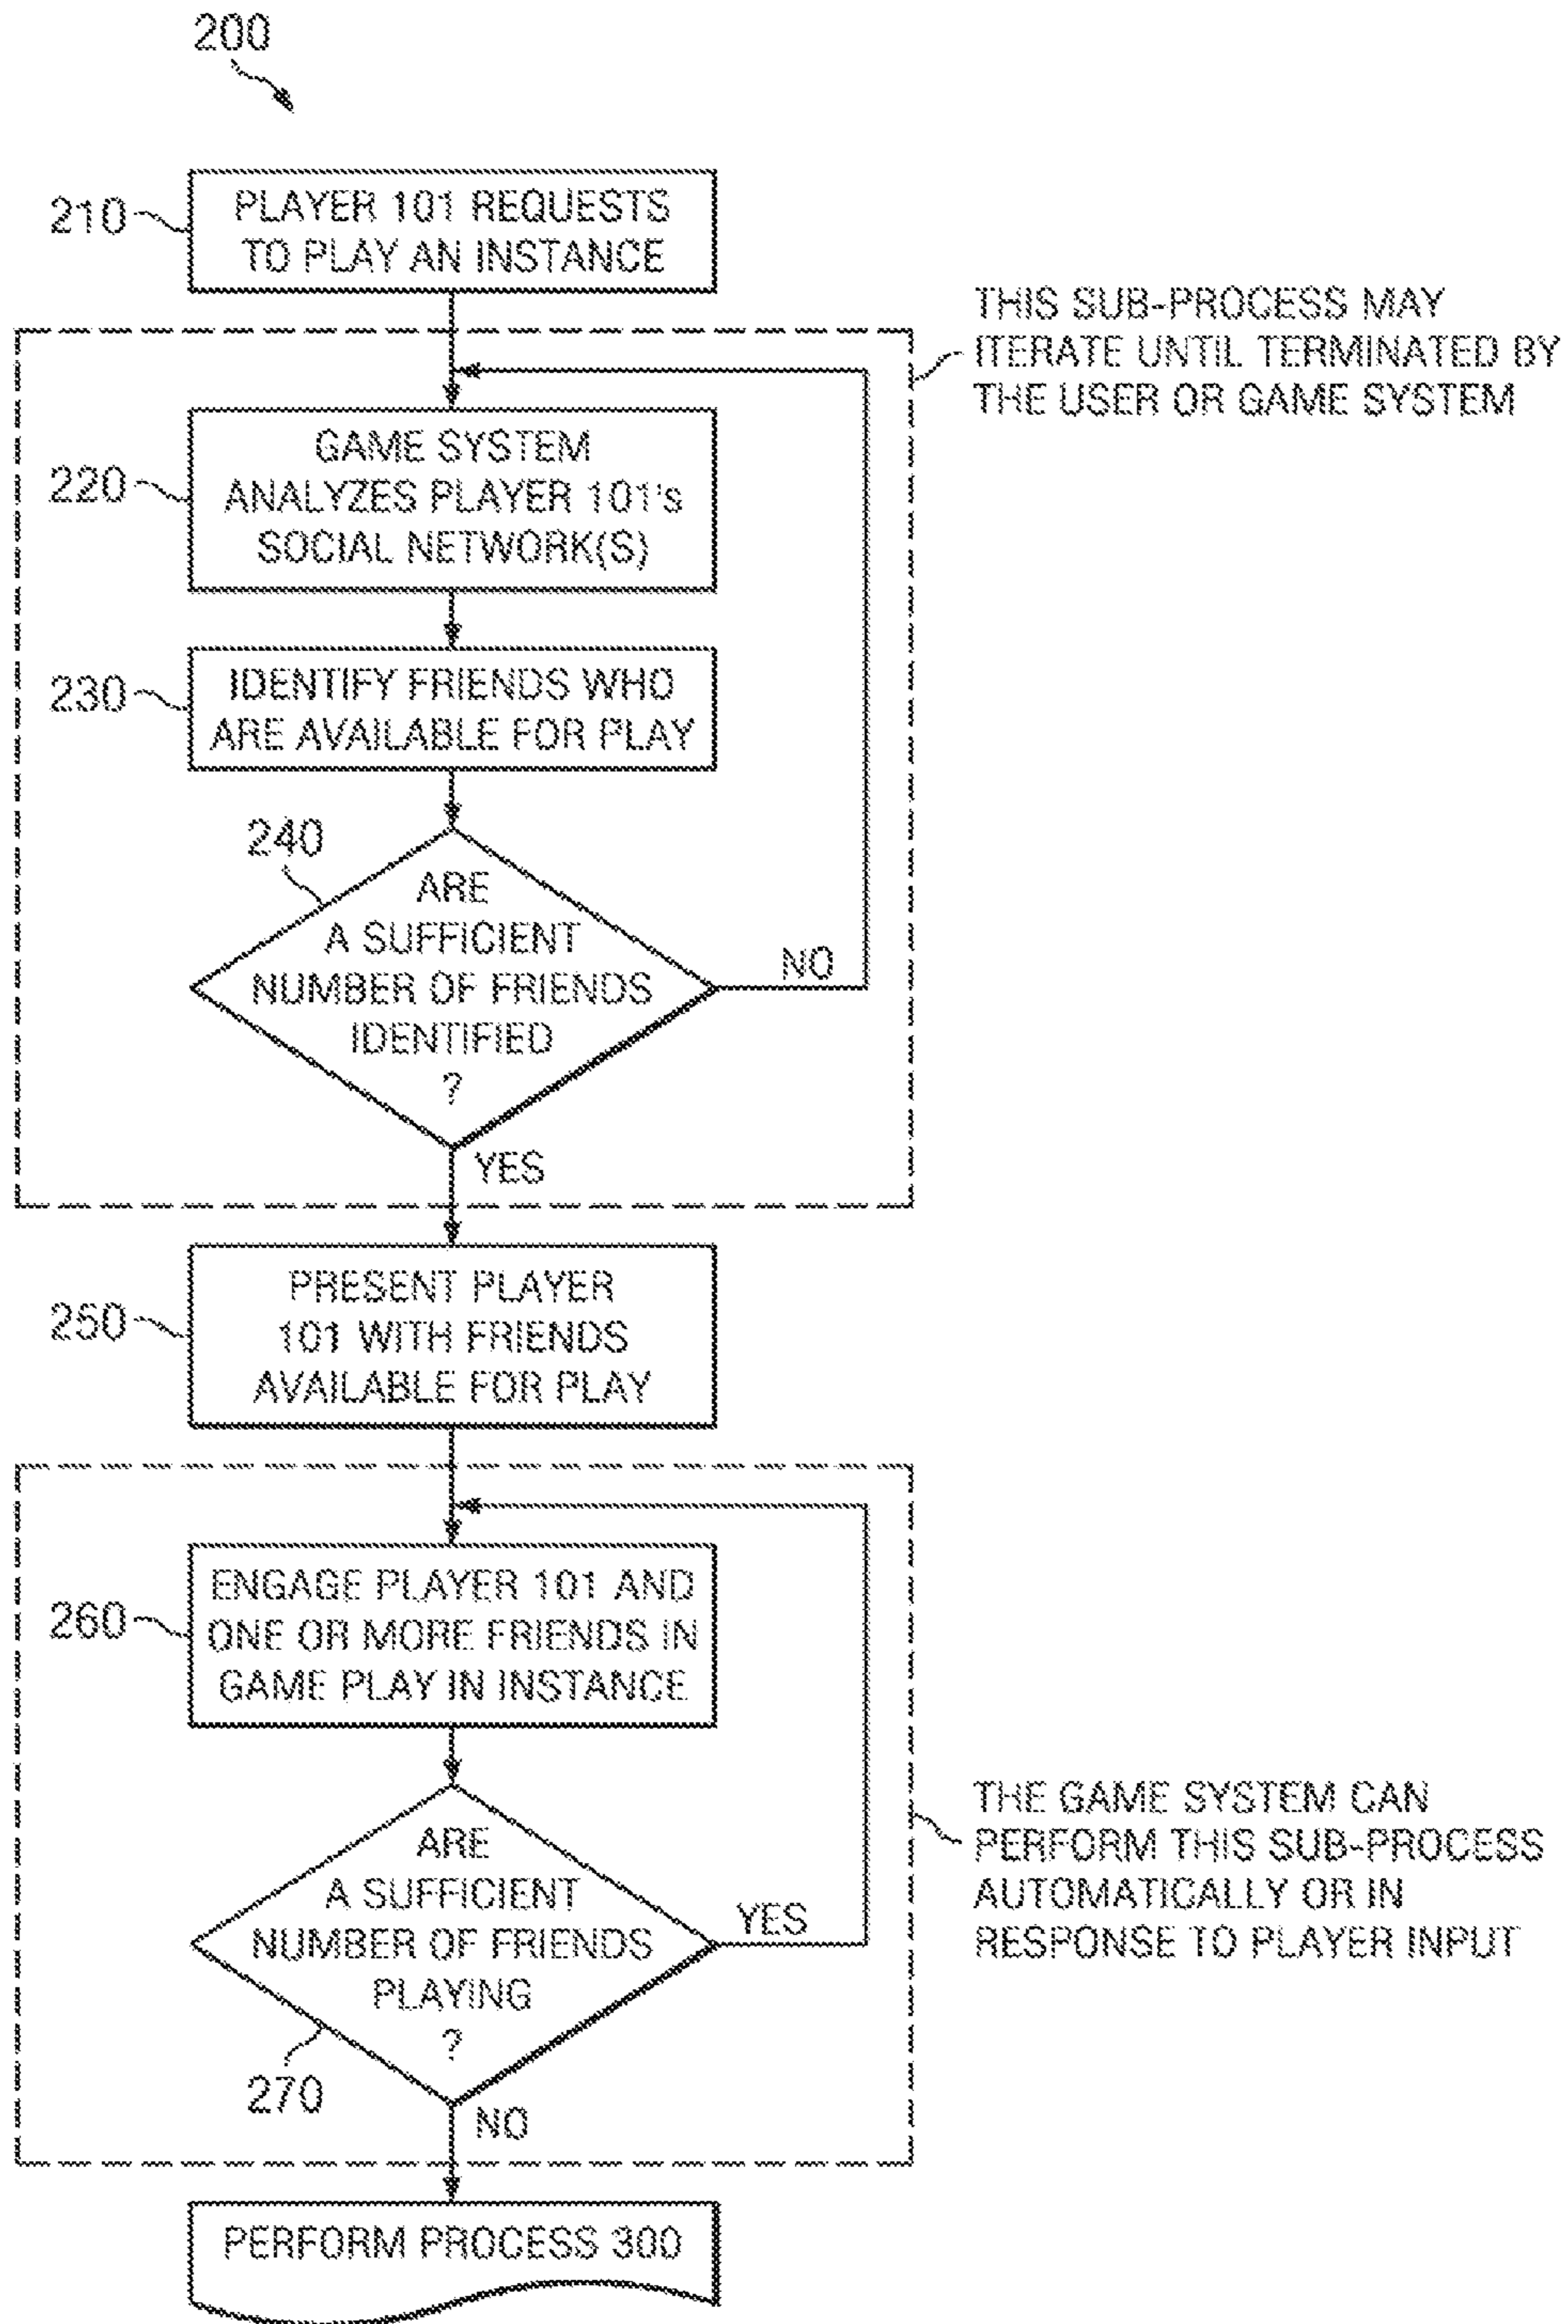 200
210
PLAYER 101 REQUESTS
TO PLAY AN INSTANCE
THIS SUB-PROCESS MAY
ITERATE UNTIL TERMINATED BY
THE USER OR GAME SYSTEM
220
GAME SYSTEM
ANALYZES PLAYER 101's
SOCIAL NETWORK(S)
230
IDENTIFY FRIENDS WHO
ARE AVAILABLE FOR PLAY
240
ARE
A SUFFICIENT
NUMBER OF FRIENDS
IDENTIFIED
?
NO
YES
250
PRESENT PLAYER
101 WITH FRIENDS
AVAILABLE FOR PLAY
260
ENGAGE PLAYER 101 AND
ONE OR MORE FRIENDS IN
GAME PLAY IN INSTANCE
THE GAME SYSTEM CAN
PERFORM THIS SUB-PROCESS
AUTOMATICALLY OR IN
RESPONSE TO PLAYER INPUT
ARE
A SUFFICIENT
NUMBER OF FRIENDS
PLAYING
?
YES
270
NO
PERFORM PROCESS 300